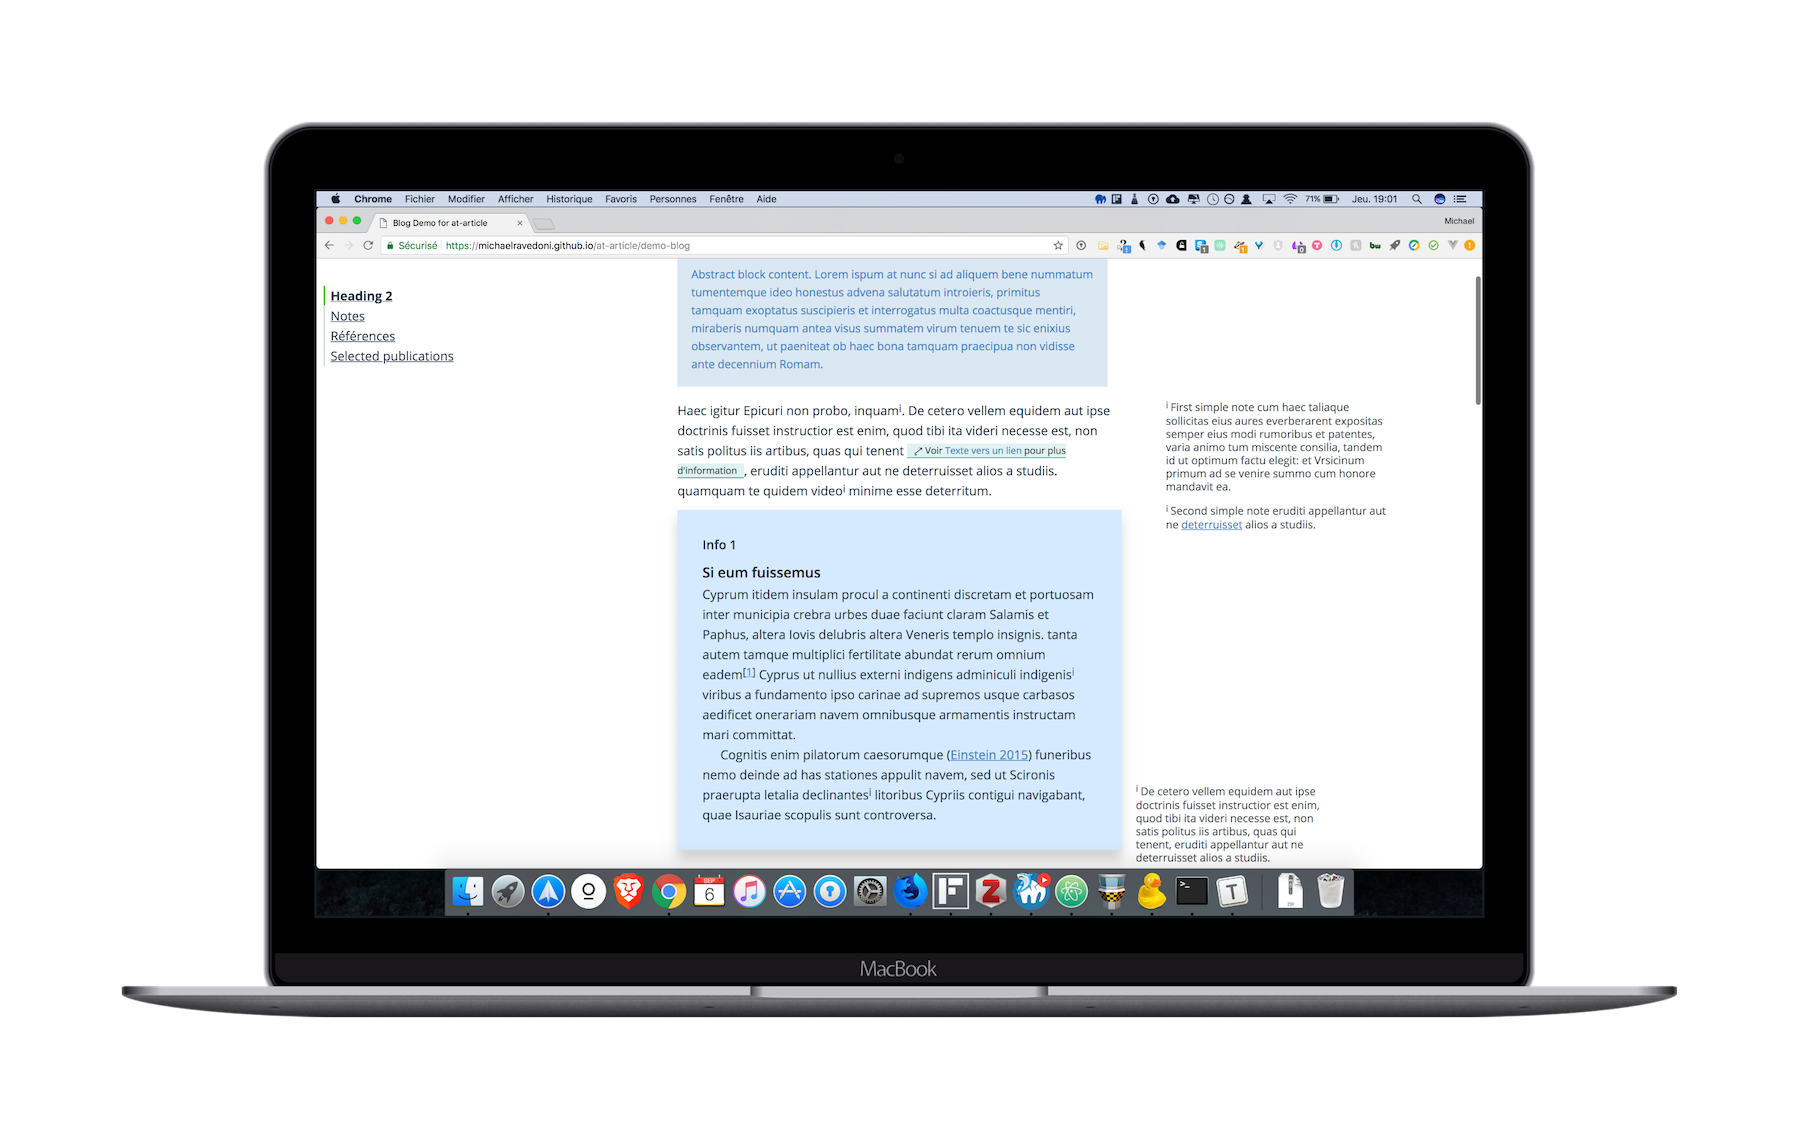 Chrome Fichier Modifier Afficher Historique Favoris Personnes Fenêtre Aide
71% Jeu. 19:01
Blog Demo for at-article
Michael
Sécurisé https://michaelravedoni.github.io/at-article/demo-blog
Heading 2
Notes
Références
Selected publications
Abstract block content. Lorem ispum at nunc si ad aliquem bene nummatum
tumentemque ideo honestus advena salutatum introieris, primitus
tamquam exoptatus suscipieris et interrogatus multa coactusque mentiri,
miraberis numquam antea visus summatem virum tenuem te sic enixius
observantem, ut paeniteat ob haec bona tamquam praecipua non vidisse
ante decennium Romam.
Haec igitur Epicuri non probo, inquamⁱ. De cetero vellem equidem aut ipse
doctrinis fuisset instructior est enim, quod tibi ita videri necesse est, non
satis politus iis artibus, quas qui tenent Voir Texte vers un lien pour plus
d'information, eruditi appellantur aut ne deterruisset alios a studiis.
quamquam te quidem videoⁱ minime esse deterritum.
ⁱ First simple note cum haec taliaque
sollicitas eius aures everberarent expositas
semper eius modi rumoribus et patentes,
varia animo tum miscente consilia, tandem
id ut optimum factu elegit: et Vrsicinum
primum ad se venire summo cum honore
mandavit ea.
ⁱ Second simple note eruditi appellantur aut
ne deterruisset alios a studiis.
Info 1
Si eum fuissemus
Cyprum itidem insulam procul a continenti discretam et portuosam
inter municipia crebra urbes duae faciunt claram Salamis et
Paphus, altera Iovis delubris altera Veneris templo insignis. tanta
autem tamque multiplici fertilitate abundat rerum omnium
eadem[1] Cyprus ut nullius externi indigens adminiculi indigenisⁱ
viribus a fundamento ipso carinae ad supremos usque carbasos
aedificet onerariam navem omnibusque armamentis instructam
mari committat.
Cognitis enim pilatorum caesorumque (Einstein 2015) funeribus
nemo deinde ad has stationes appulit navem, sed ut Scironis
praerupta letalia declinantesⁱ litoribus Cypriis contigui navigabant,
quae Isauriae scopulis sunt controversa.
ⁱ De cetero vellem equidem aut ipse
doctrinis fuisset instructior est enim,
quod tibi ita videri necesse est, non
satis politus iis artibus, quas qui
tenent, eruditi appellantur aut ne
deterruisset alios a studiis.
SEP
6
F
Z
T
ZIP
MacBook